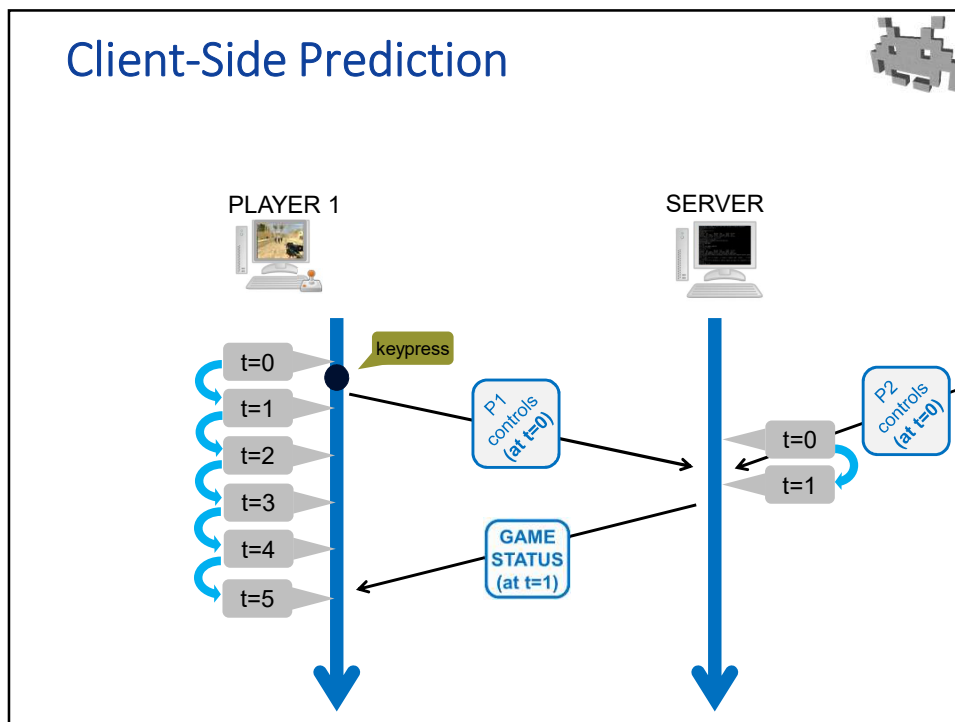 Client-Side Prediction
PLAYER 1
SERVER
keypress
t=0
t=1
t=2
t=3
t=4
t=5
P1
controls
(at t=0)
P2
controls
(at t=0)
t=0
t=1
GAME
STATUS
(at t=1)